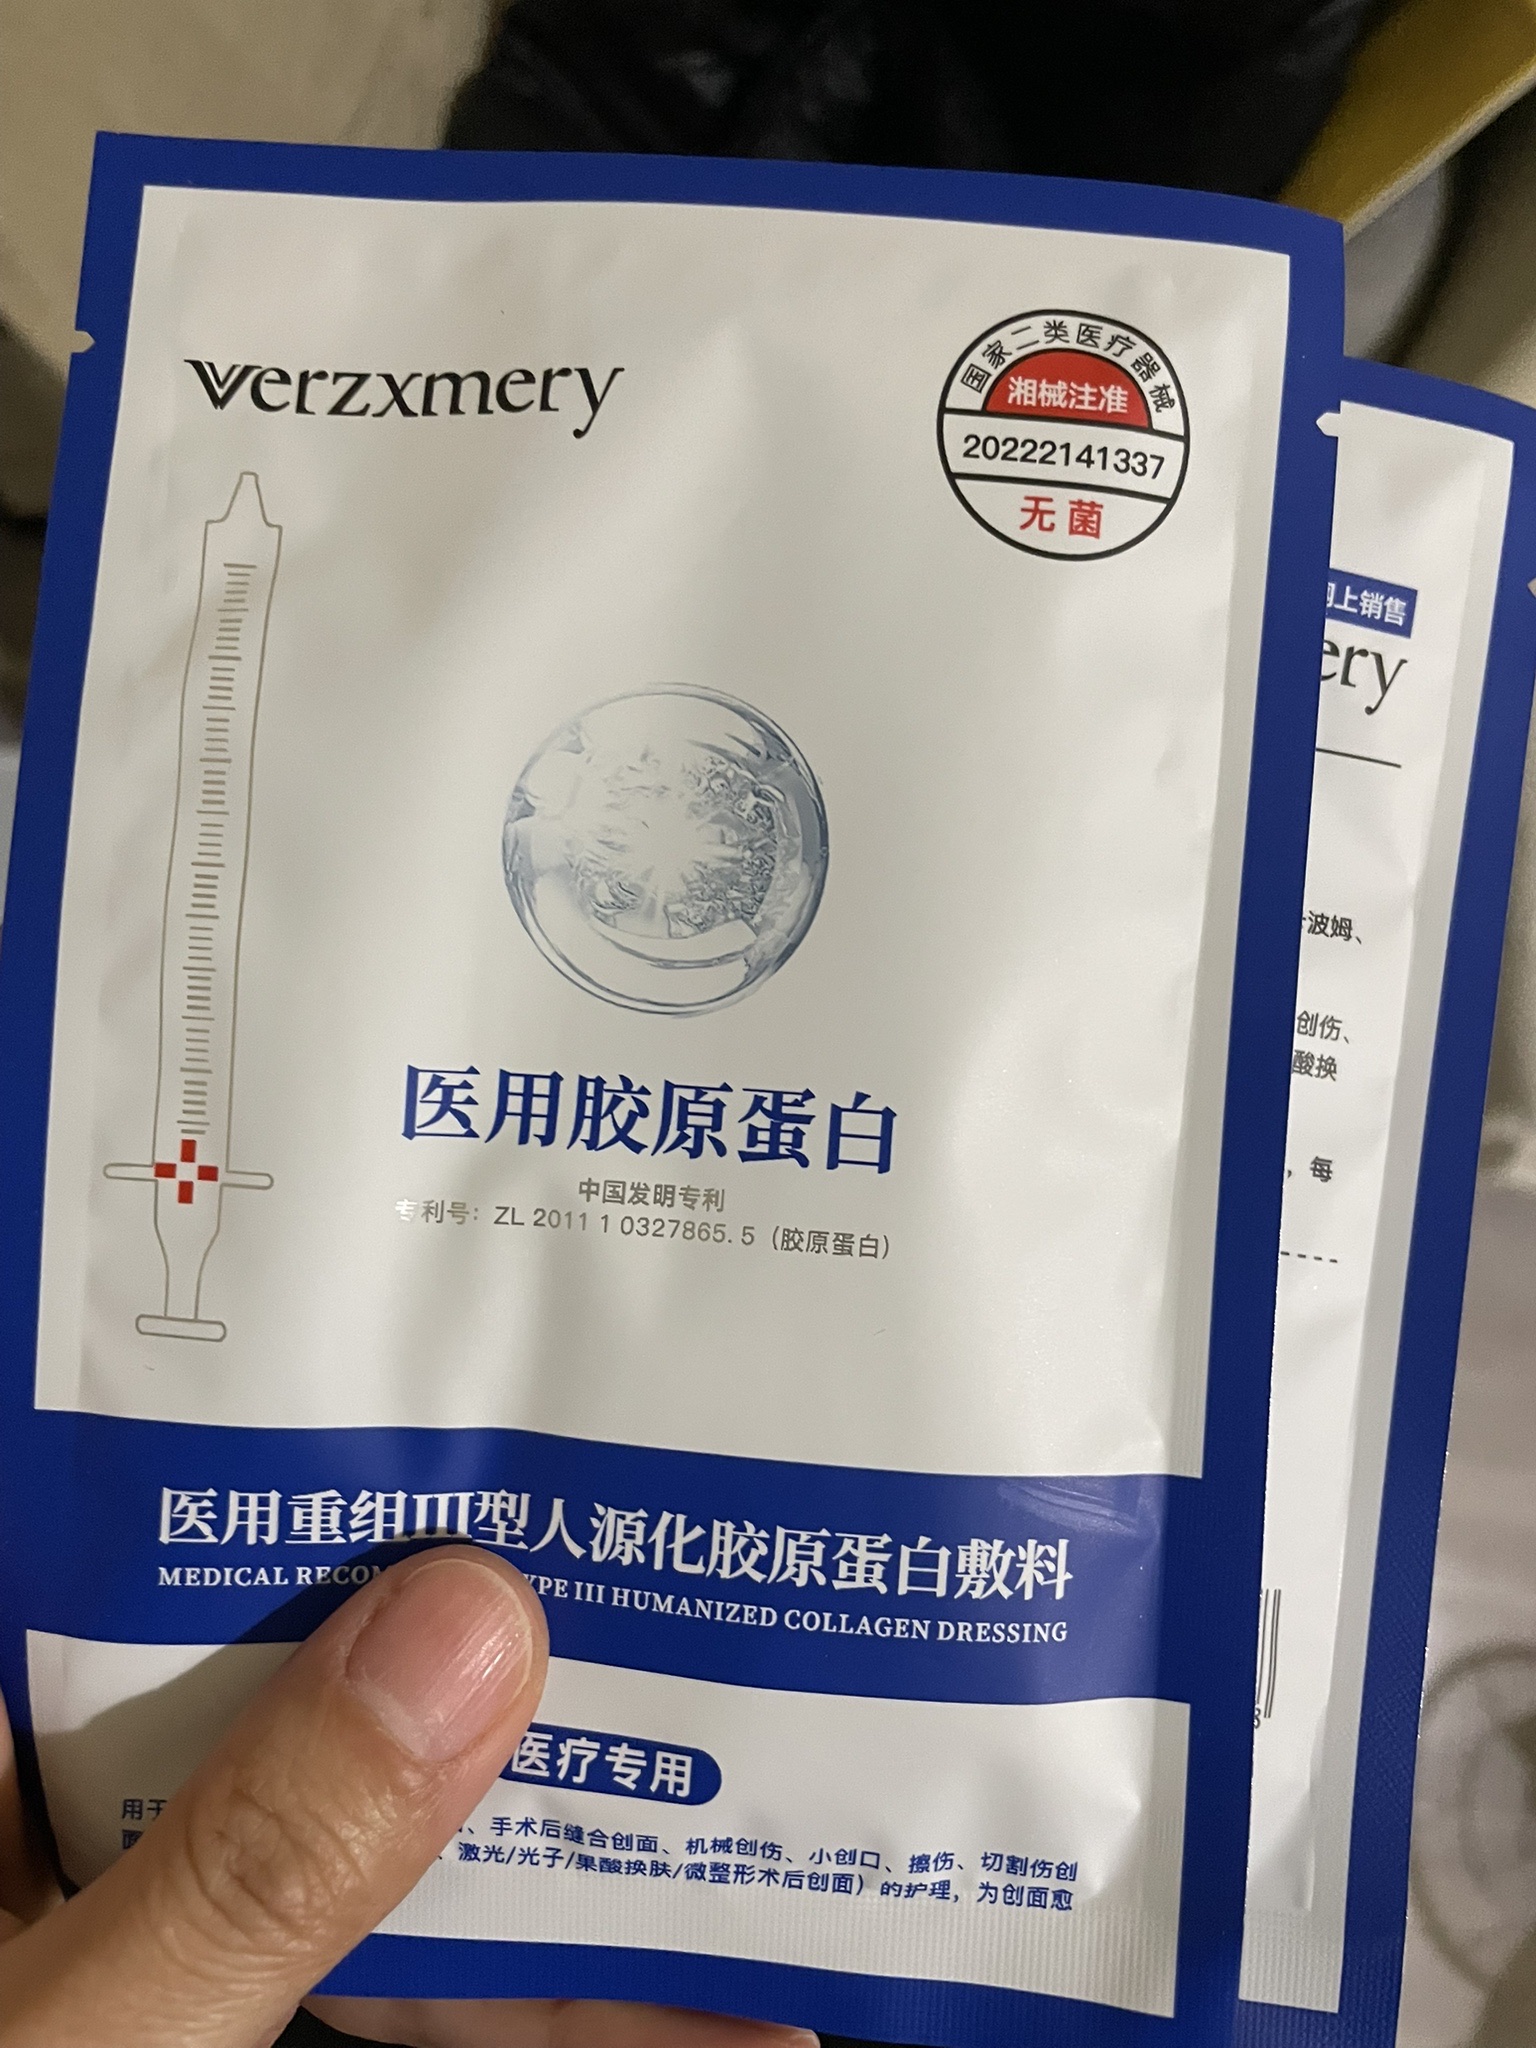 verzxmery
国家二类医疗器械
湘械注准
20222141337
无菌
医用胶原蛋白
中国发明专利
专利号：ZL 2011 1 0327865.5（胶原蛋白）
医用重组III型人源化胶原蛋白敷料
MEDICAL TYPE III HUMANIZED COLLAGEN DRESSING
医疗专用
用于 、手术后缝合创面、机械创伤、小创口、擦伤、切割伤创
、激光/光子/果酸换肤/微整形术后创面）的护理，为创面愈
上销售
ery
波姆、
创伤、
酸换
，每